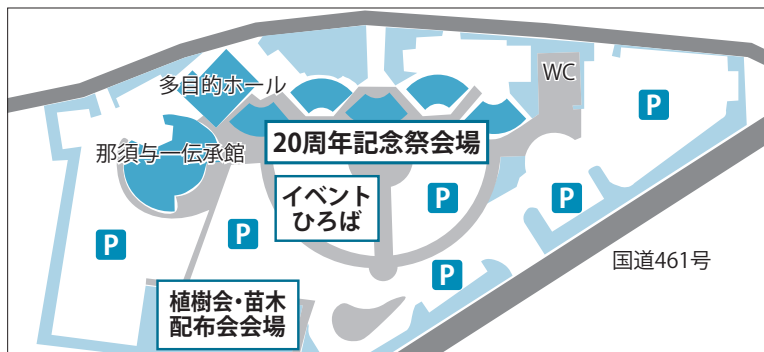 WC
多目的ホール
P
20周年記念祭会場
那須与一伝承館
イベント
ひろば
P
P
P
P
国道461号
P
植樹会・苗木
配布会会場